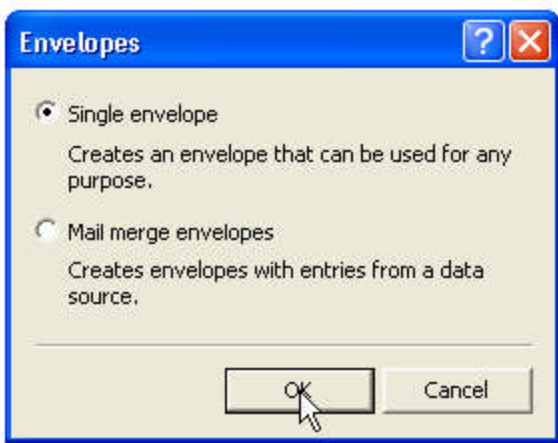 Envelopes
Single envelope
Creates an envelope that can be used for any
purpose.
Mail merge envelopes
Creates envelopes with entries from a data
source.
OK
Cancel